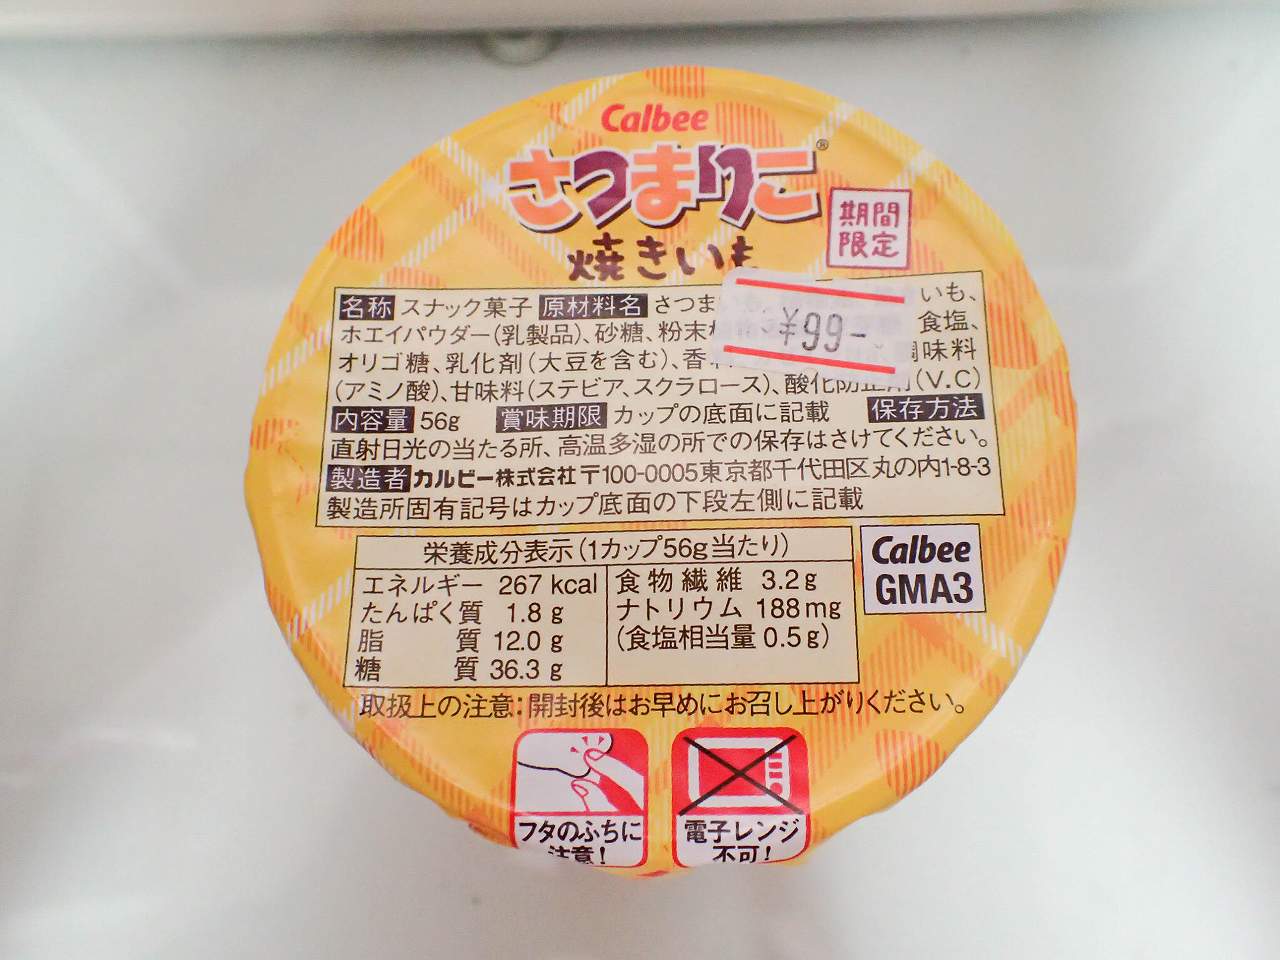 Calbee
さつまりこ®
焼きいも
期間
限定
名称 スナック菓子 原材料名 さつま いも、
ホエイパウダー(乳製品)、砂糖、粉末 食塩、
オリゴ糖、乳化剤(大豆を含む)、香 調味料
(アミノ酸)、甘味料(ステビア、スクラロース)、酸化防止剤(V.C)
¥99-
内容量 56g 賞味期限 カップの底面に記載 保存方法
直射日光の当たる所、高温多湿の所での保存はさけてください。
製造者 カルビー株式会社 〒100-0005東京都千代田区丸の内1-8-3
製造所固有記号はカップ底面の下段左側に記載
栄養成分表示(1カップ56g当たり)
エネルギー 267 kcal
たんぱく質 1.8 g
脂質 12.0 g
糖質 36.3 g
食物繊維 3.2g
ナトリウム 188mg
(食塩相当量 0.5g)
Calbee
GMA3
取扱上の注意:開封後はお早めにお召し上がりください。
フタのふちに
注意!
電子レンジ
不可!